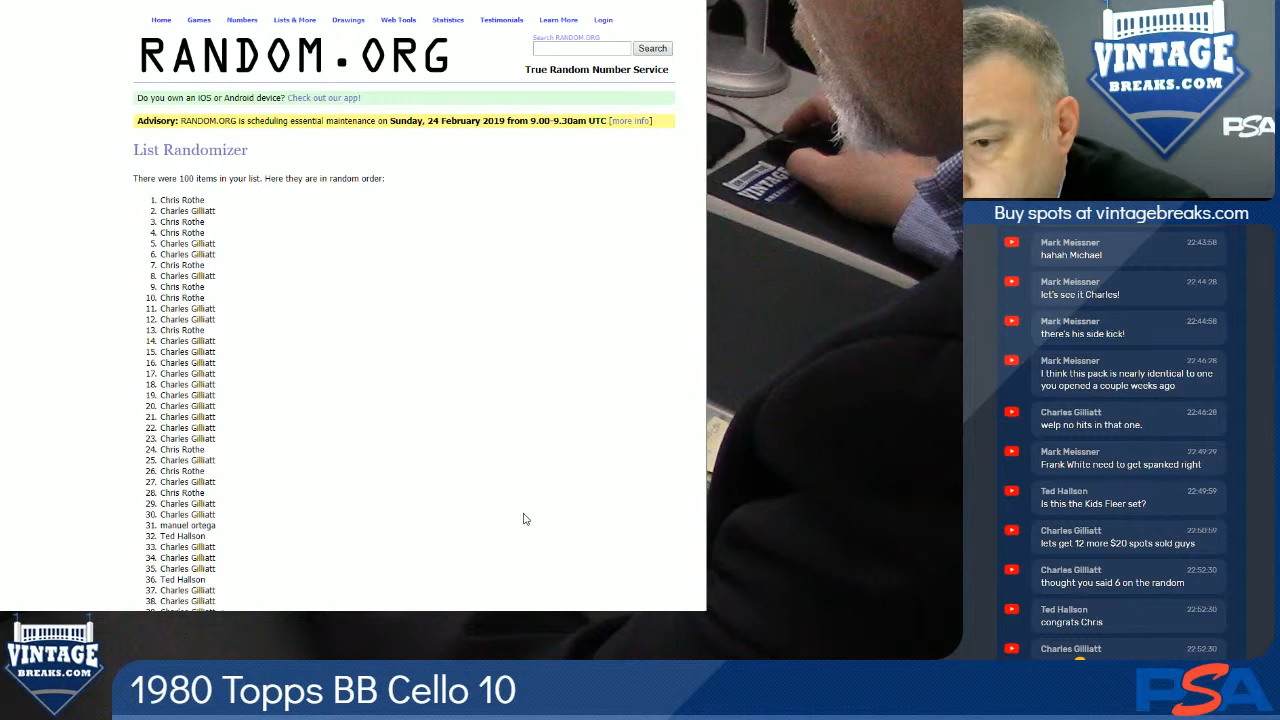 Home Games Numbers Lists & More Drawings Web Tools Statistics Testimonials Learn More Login
RANDOM.ORG
Search RANDOM.ORG
Search
True Random Number Service
Do you own an iOS or Android device? Check out our app!
Advisory: RANDOM.ORG is scheduling essential maintenance on Sunday, 24 February 2019 from 9.00-9.30am UTC [more info]
List Randomizer
There were 100 items in your list. Here they are in random order:
1. Chris Rothe
2. Charles Gilliatt
3. Chris Rothe
4. Chris Rothe
5. Charles Gilliatt
6. Charles Gilliatt
7. Chris Rothe
8. Charles Gilliatt
9. Chris Rothe
10. Chris Rothe
11. Charles Gilliatt
12. Charles Gilliatt
13. Chris Rothe
14. Charles Gilliatt
15. Charles Gilliatt
16. Charles Gilliatt
17. Charles Gilliatt
18. Charles Gilliatt
19. Charles Gilliatt
20. Charles Gilliatt
21. Charles Gilliatt
22. Charles Gilliatt
23. Charles Gilliatt
24. Chris Rothe
25. Charles Gilliatt
26. Chris Rothe
27. Charles Gilliatt
28. Chris Rothe
29. Charles Gilliatt
30. Charles Gilliatt
31. manuel ortega
32. Ted Hallson
33. Charles Gilliatt
34. Charles Gilliatt
35. Charles Gilliatt
36. Ted Hallson
37. Charles Gilliatt
38. Charles Gilliatt
VINTAGE
VINTAGE
BREAKS.COM
PSA
Buy spots at vintagebreaks.com
Mark Meissner 22:43:58
hahah Michael
Mark Meissner 22:44:28
let's see it Charles!
Mark Meissner 22:44:58
there's his side kick!
Mark Meissner 22:46:28
I think this pack is nearly identical to one
you opened a couple weeks ago
Charles Gilliatt 22:46:28
welp no hits in that one.
Mark Meissner 22:49:29
Frank White need to get spanked right
Ted Hallson 22:49:59
Is this the Kids Fleer set?
Charles Gilliatt 22:50:59
lets get 12 more $20 spots sold guys
Charles Gilliatt 22:52:30
thought you said 6 on the random
Ted Hallson 22:52:30
congrats Chris
Charles Gilliatt 22:52:30
VINTAGE
BREAKS.COM
1980 Topps BB Cello 10
PSA